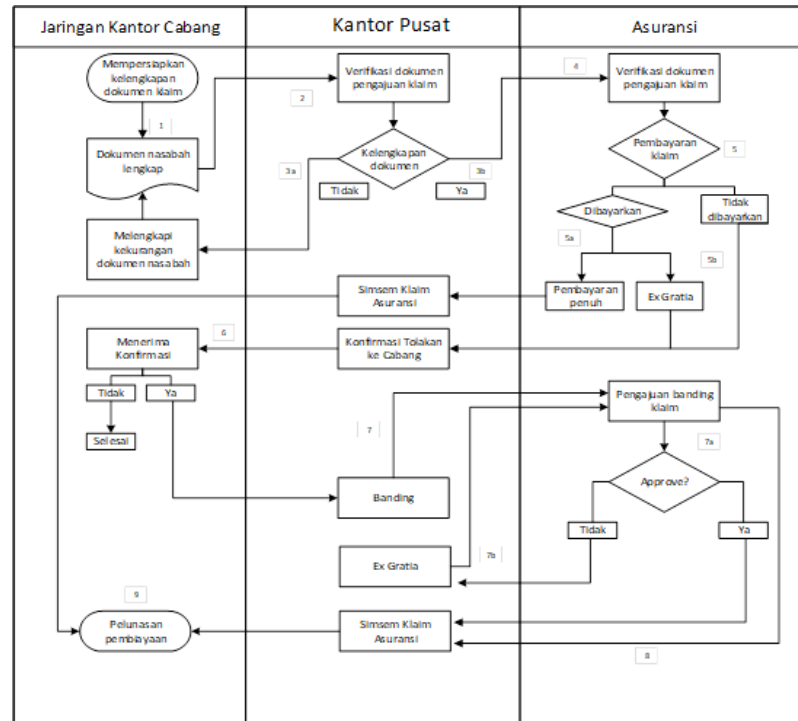 Jaringan Kantor Cabang
Kantor Pusat
Asuransi
Mempersiapkan
kelengkapan
dokumen klaim
1
Dokumen nasabah
lengkap
Melengkapi
kekurangan
dokumen nasabah
2
Verifikasi dokumen
pengajuan klaim
Kelengkapan
dokumen
3a
3b
Tidak
Ya
4
Verifikasi dokumen
pengajuan klaim
Pembayaran
klaim
5
Dibayarkan
Tidak
dibayarkan
5a
5b
Pembayaran
penuh
Ex Gratia
Simsem Klaim
Asuransi
Konfirmasi Tolakan
ke Cabang
6
Menerima
Konfirmasi
Tidak
Ya
Selesai
7
Banding
Pengajuan banding
klaim
7a
Approve?
Tidak
Ya
7b
Ex Gratia
Simsem Klaim
Asuransi
8
9
Pelunasan
pembiayaan